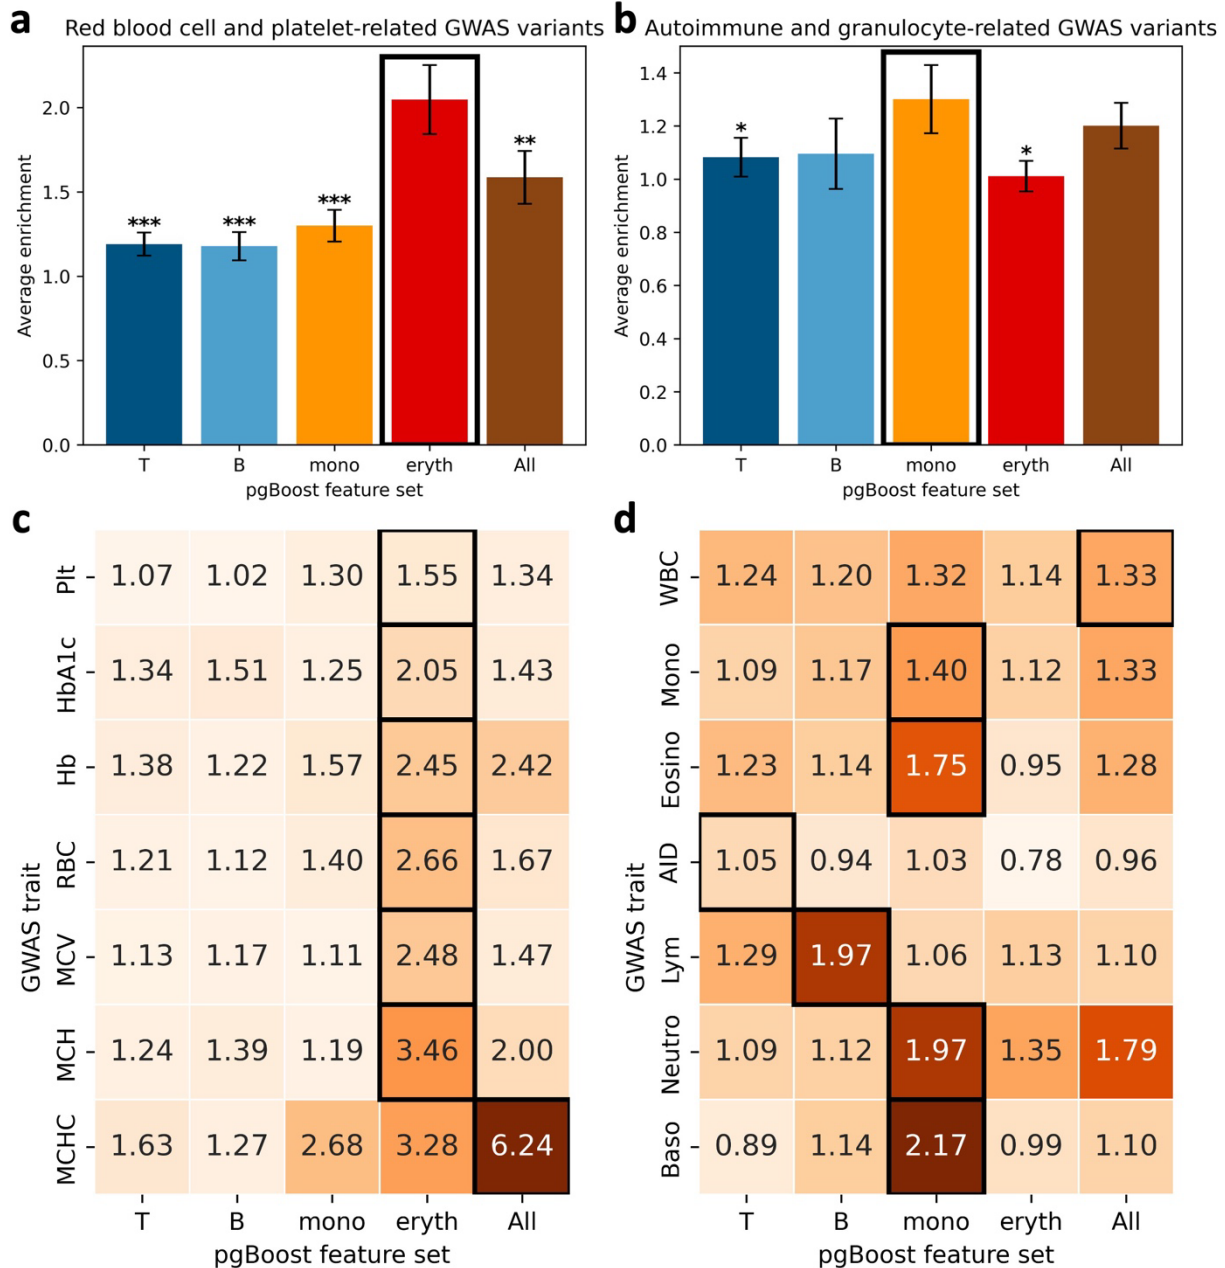 a
Red blood cell and platelet-related GWAS variants
Average enrichment
2.0
1.5
1.0
0.5
0.0
***
***
***
**
T B mono eryth All
pgBoost feature set
b
Autoimmune and granulocyte-related GWAS variants
Average enrichment
1.4
1.2
1.0
0.8
0.6
0.4
0.2
0.0
*
*
T B mono eryth All
pgBoost feature set
c
GWAS trait
Plt 1.07 1.02 1.30 1.55 1.34
HbA1c 1.34 1.51 1.25 2.05 1.43
Hb 1.38 1.22 1.57 2.45 2.42
RBC 1.21 1.12 1.40 2.66 1.67
MCV 1.13 1.17 1.11 2.48 1.47
MCH 1.24 1.39 1.19 3.46 2.00
MCHC 1.63 1.27 2.68 3.28 6.24
T B mono eryth All
pgBoost feature set
d
GWAS trait
WBC 1.24 1.20 1.32 1.14 1.33
Mono 1.09 1.17 1.40 1.12 1.33
Eosino 1.23 1.14 1.75 0.95 1.28
AID 1.05 0.94 1.03 0.78 0.96
Lym 1.29 1.97 1.06 1.13 1.10
Neutro 1.09 1.12 1.97 1.35 1.79
Baso 0.89 1.14 2.17 0.99 1.10
T B mono eryth All
pgBoost feature set